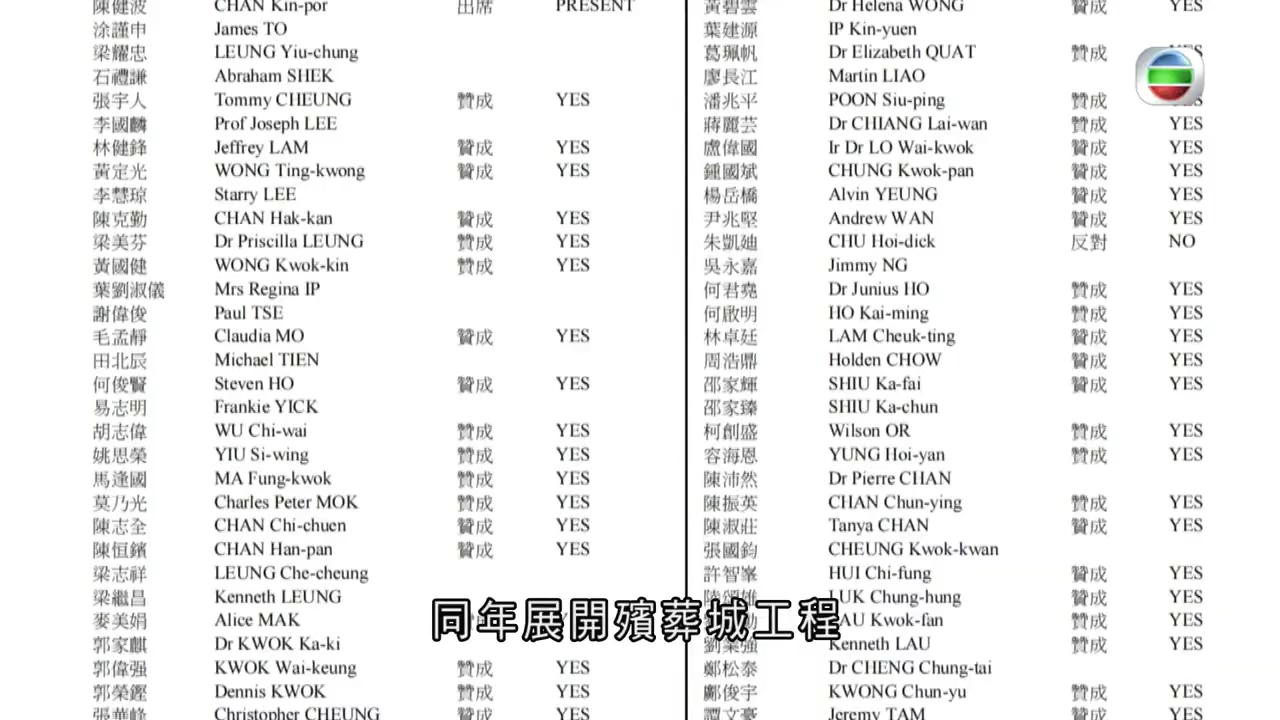 陳健波 CHAN Kin-por 出席 PRESENT
涂謹申 James TO
梁耀忠 LEUNG Yiu-chung
石禮謙 Abraham SHEK
張宇人 Tommy CHEUNG 贊成 YES
李國麟 Prof Joseph LEE
林健鋒 Jeffrey LAM 贊成 YES
黃定光 WONG Ting-kwong 贊成 YES
李慧琼 Starry LEE
陳克勤 CHAN Hak-kan 贊成 YES
梁美芬 Dr Priscilla LEUNG 贊成 YES
黃國健 WONG Kwok-kin 贊成 YES
葉劉淑儀 Mrs Regina IP
謝偉俊 Paul TSE
毛孟靜 Claudia MO 贊成 YES
田北辰 Michael TIEN
何俊賢 Steven HO 贊成 YES
易志明 Frankie YICK
胡志偉 WU Chi-wai 贊成 YES
姚思榮 YIU Si-wing 贊成 YES
馬逢國 MA Fung-kwok 贊成 YES
莫乃光 Charles Peter MOK 贊成 YES
陳志全 CHAN Chi-chuen 贊成 YES
陳恒鑌 CHAN Han-pan 贊成 YES
梁志祥 LEUNG Che-cheung
梁繼昌 Kenneth LEUNG
麥美娟 Alice MAK
郭家麒 Dr KWOK Ka-ki
郭偉强 KWOK Wai-keung 贊成 YES
郭榮鏗 Dennis KWOK 贊成 YES
張華峰 Christopher CHEUNG 贊成 YES
黃碧雲 Dr Helena WONG 贊成 YES
葉建源 IP Kin-yuen
葛珮帆 Dr Elizabeth QUAT 贊成 YES
廖長江 Martin LIAO
潘兆平 POON Siu-ping 贊成 YES
蔣麗芸 Dr CHIANG Lai-wan 贊成 YES
盧偉國 Ir Dr LO Wai-kwok 贊成 YES
鍾國斌 CHUNG Kwok-pan 贊成 YES
楊岳橋 Alvin YEUNG 贊成 YES
尹兆堅 Andrew WAN 贊成 YES
朱凱廸 CHU Hoi-dick 反對 NO
吳永嘉 Jimmy NG
何君堯 Dr Junius HO 贊成 YES
何啟明 HO Kai-ming 贊成 YES
林卓廷 LAM Cheuk-ting 贊成 YES
周浩鼎 Holden CHOW 贊成 YES
邵家輝 SHIU Ka-fai 贊成 YES
邵家臻 SHIU Ka-chun
柯創盛 Wilson OR 贊成 YES
容海恩 YUNG Hoi-yan 贊成 YES
陳沛然 Dr Pierre CHAN
陳振英 CHAN Chun-ying 贊成 YES
陳淑莊 Tanya CHAN 贊成 YES
張國鈞 CHEUNG Kwok-kwan
許智峯 HUI Chi-fung 贊成 YES
陸頌雄 LUK Chung-hung 贊成 YES
LAU Kwok-fan 贊成 YES
劉業強 Kenneth LAU 贊成 YES
鄭松泰 Dr CHENG Chung-tai
鄺俊宇 KWONG Chun-yu 贊成 YES
譚文豪 Jeremy TAM 贊成 YES
同年展開殯葬城工程